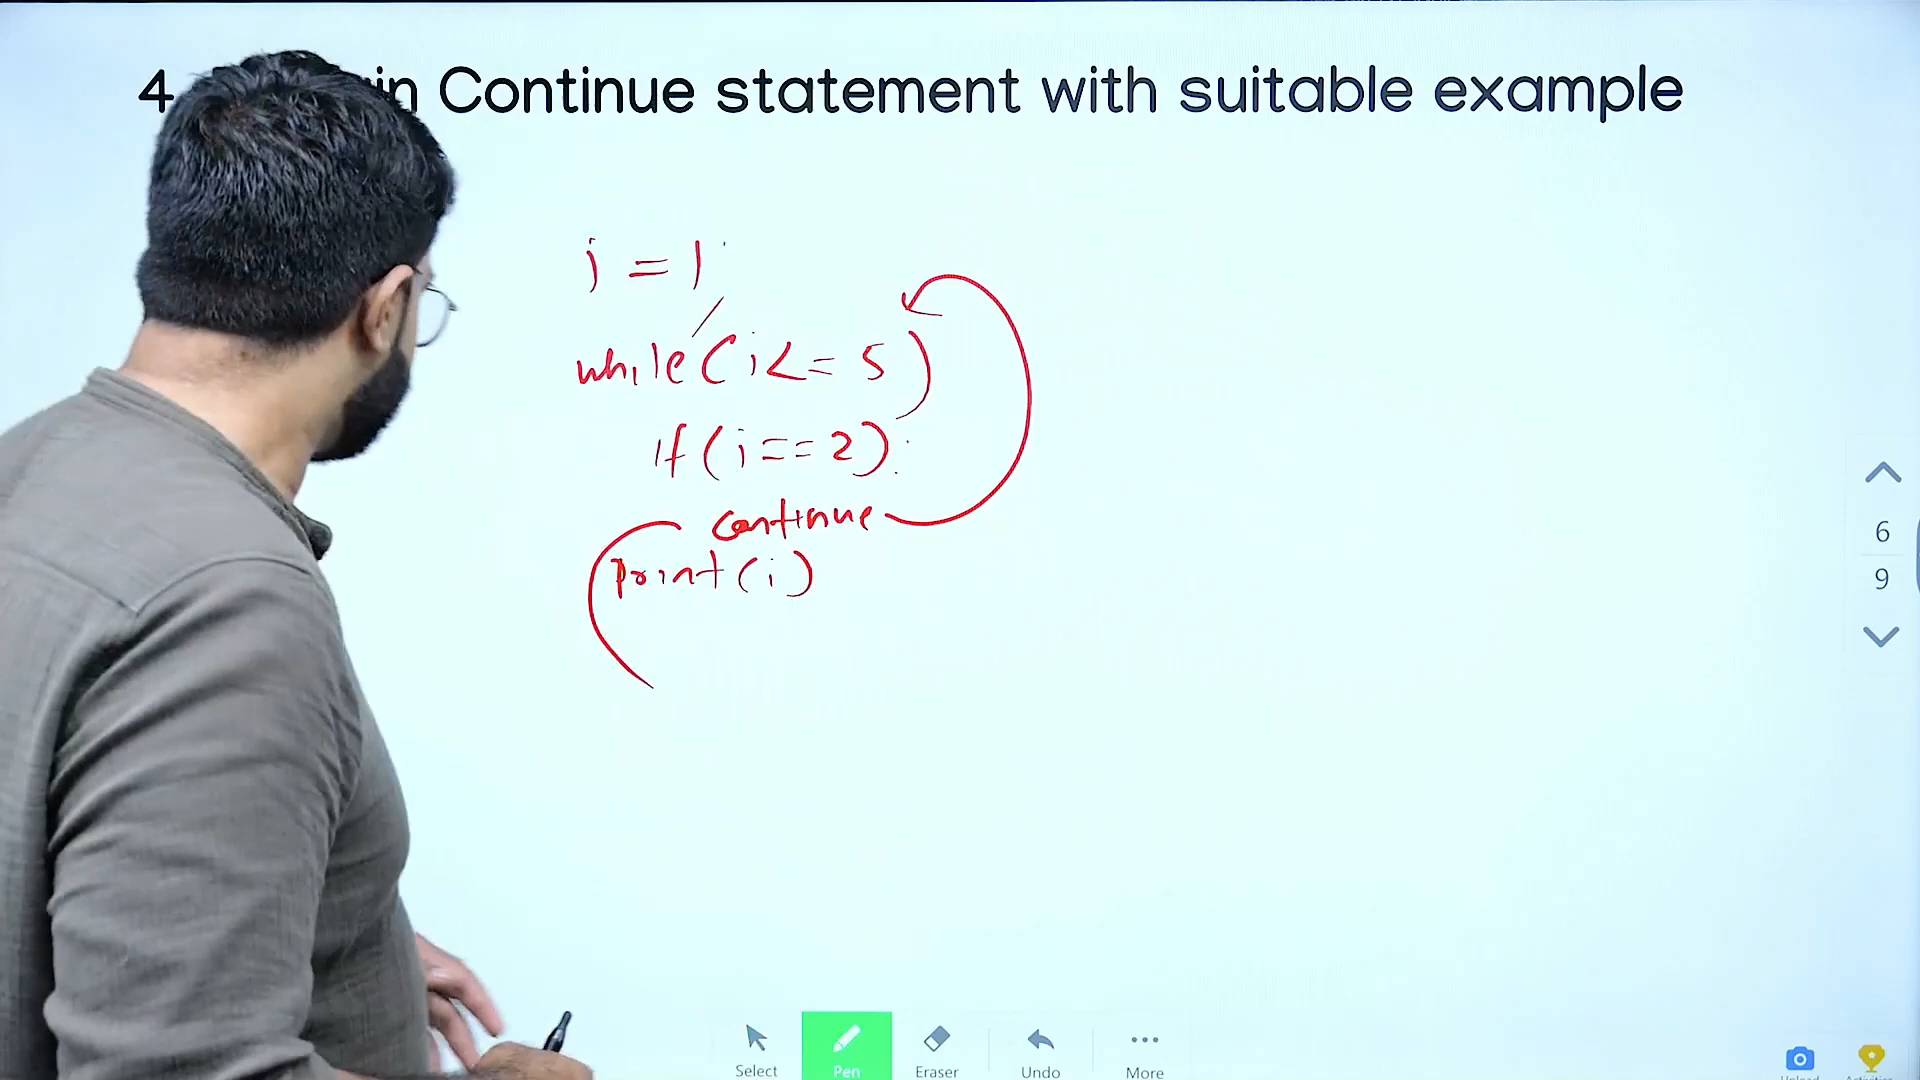 4 in Continue statement with suitable example
i = 1
while ( i <= 5 )
if ( i == 2 ) :
continue
print ( i )
6
9
Select
Pen
Eraser
Undo
More